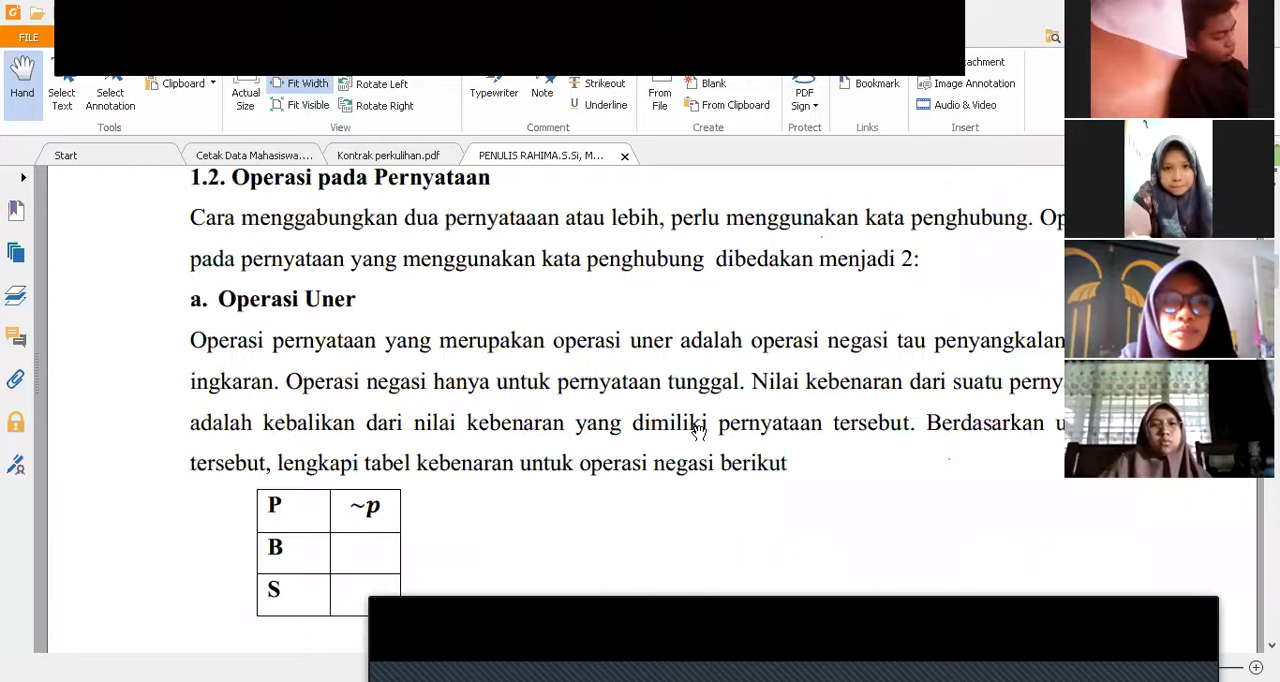 FILE
Hand
Select
Text
Select
Annotation
Clipboard
Tools
Actual
Size
Fit Width
Fit Visible
Rotate Left
Rotate Right
View
Typewriter
Note
Strikeout
Underline
Comment
From
File
Blank
From Clipboard
Create
PDF
Sign
Protect
Bookmark
Links
Image Annotation
Audio & Video
Insert
Start
Cetak Data Mahasiswa....
Kontrak perkulihan.pdf
PENULIS RAHIMA.S.Si, M...
1.2. Operasi pada Pernyataan
Cara menggabungkan dua pernyataaan atau lebih, perlu menggunakan kata penghubung. Op
pada pernyataan yang menggunakan kata penghubung dibedakan menjadi 2:
a. Operasi Uner
Operasi pernyataan yang merupakan operasi uner adalah operasi negasi tau penyangkalan
ingkaran. Operasi negasi hanya untuk pernyataan tunggal. Nilai kebenaran dari suatu perny
adalah kebalikan dari nilai kebenaran yang dimiliki pernyataan tersebut. Berdasarkan u
tersebut, lengkapi tabel kebenaran untuk operasi negasi berikut
P ~p
B
S